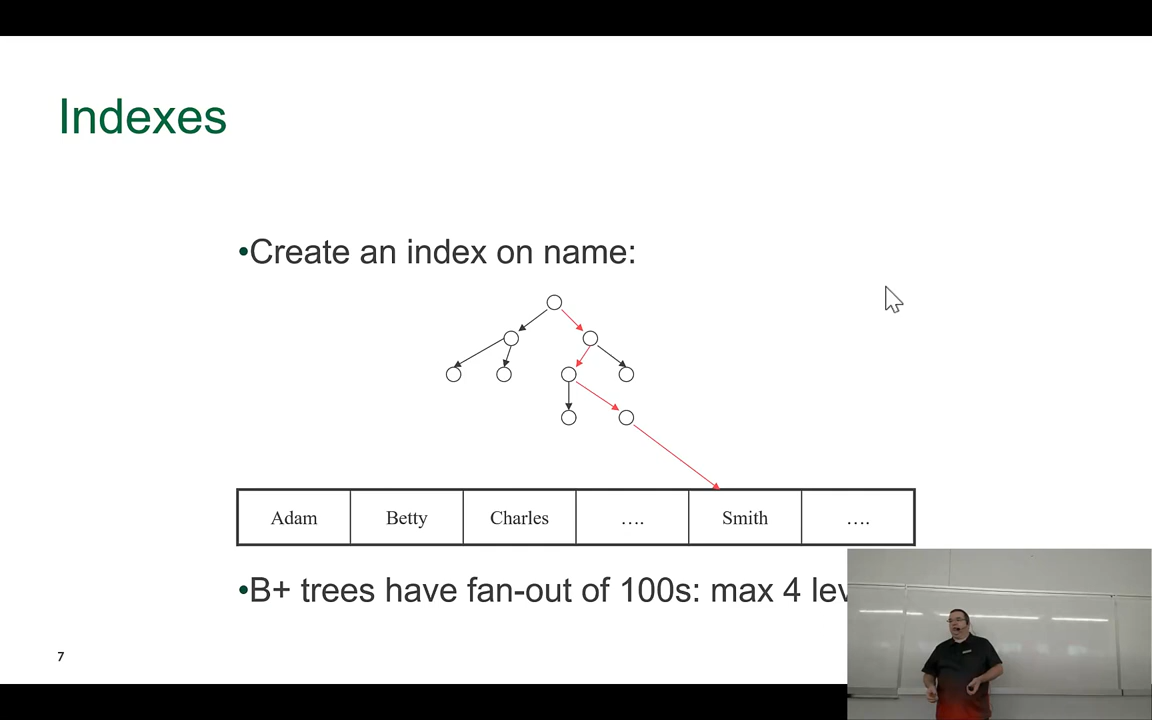 Indexes
•Create an index on name:
Adam Betty Charles …. Smith ….
•B+ trees have fan-out of 100s: max 4
7